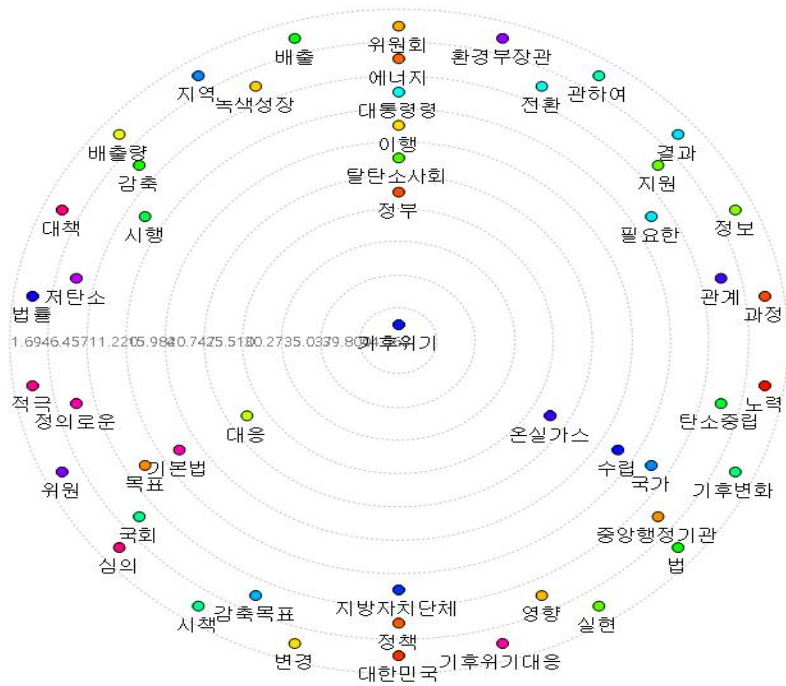 배출
위원회
환경부장관
지역
녹색성장
에너지
전환
관하여
대통령령
배출량
감축
이행
결과
지원
탈탄소사회
대책
시행
정부
필요한
정보
저탄소
법률
관계
과정
기후위기
적극
정의로운
대응
온실가스
탄소중립
노력
위원
목표
기본법
수립
국가
기후변화
국회
심의
중앙행정기관
법
시책
감축목표
지방자치단체
영향
실현
변경
정책
기후위기대응
대한민국